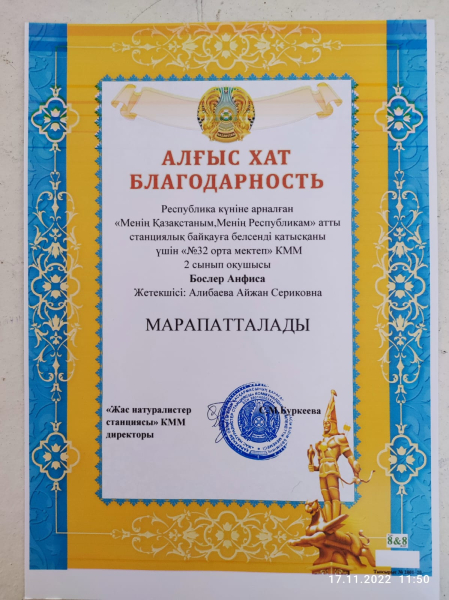 АЛҒЫС ХАТ
БЛАГОДАРНОСТЬ
Республика күніне арналған
«Менің Қазақстаным,Менің Республикам» атты
станциялық байқауға белсенді қатысқаны
үшін «№32 орта мектеп» КММ
2 сынып оқушысы
Бослер Анфиса
Жетекшісі: Алибаева Айжан Сериковна
МАРАПАТТАЛАДЫ
«Жас натуралистер
станциясы» КММ
директоры
С.М.Буркеева
8&8
17.11.2022 11:50